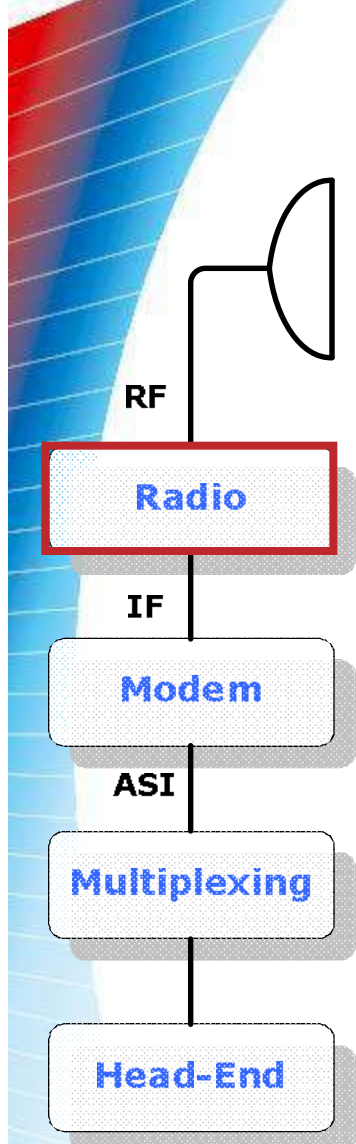 RF
Radio
IF
Modem
ASI
Multiplexing
Head-End